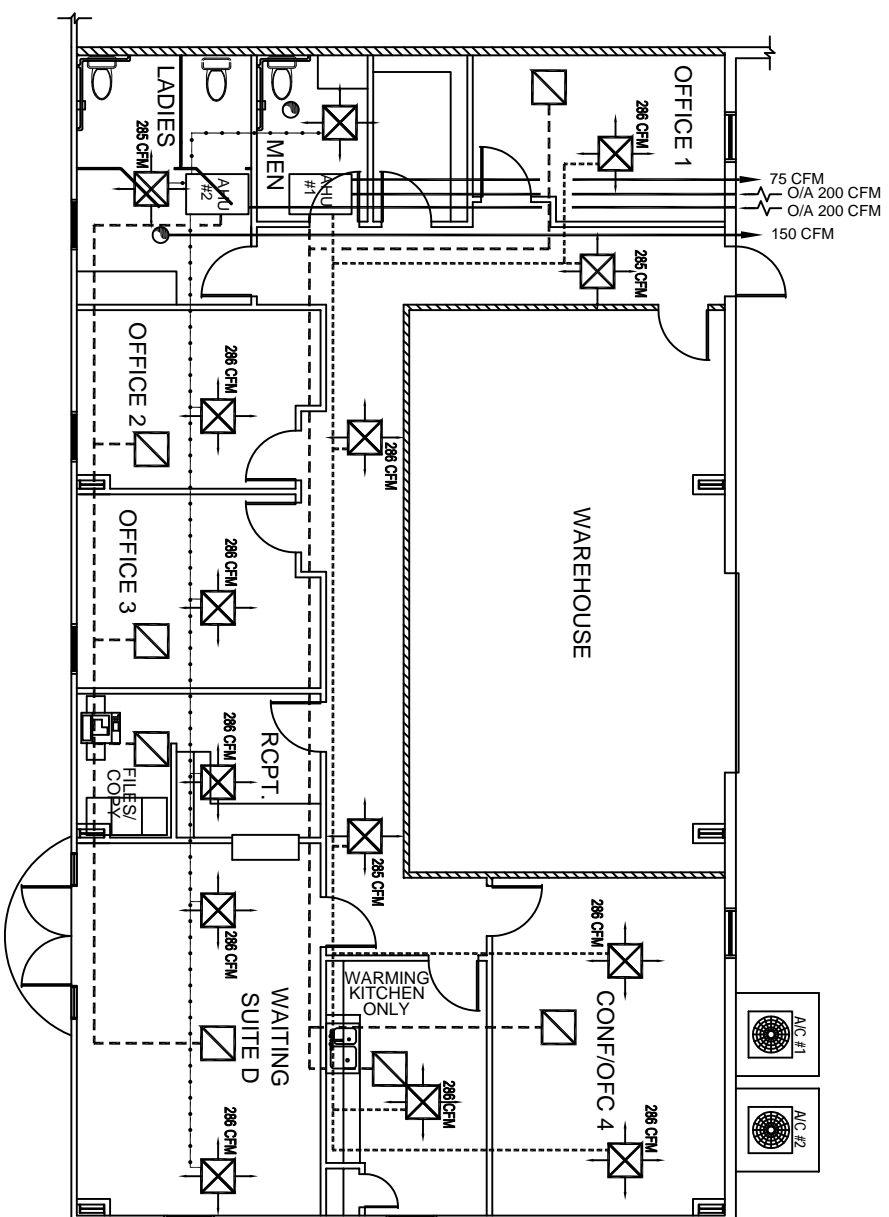 LADIES
285 CFM
AHU
#2
MEN
AHU
#1
OFFICE 1
286 CFM
75 CFM
O/A 200 CFM
O/A 200 CFM
150 CFM
285 CFM
OFFICE 2
286 CFM
286 CFM
WAREHOUSE
OFFICE 3
286 CFM
RCPT.
286 CFM
FILES/
COPY
285 CFM
286 CFM
WAITING
SUITE D
286 CFM
WARMING
KITCHEN
ONLY
286 CFM
286 CFM
CONF/OFC 4
286 CFM
A/C #1
A/C #2